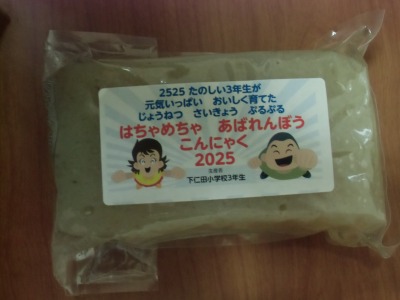 2525 たのしい3年生が
元気いっぱい おいしく育てた
じょうねつ さいきょう ぷるぷる
はちゃめちゃ あばれんぼう
こんにゃく
2025
生産者
下仁田小学校3年生